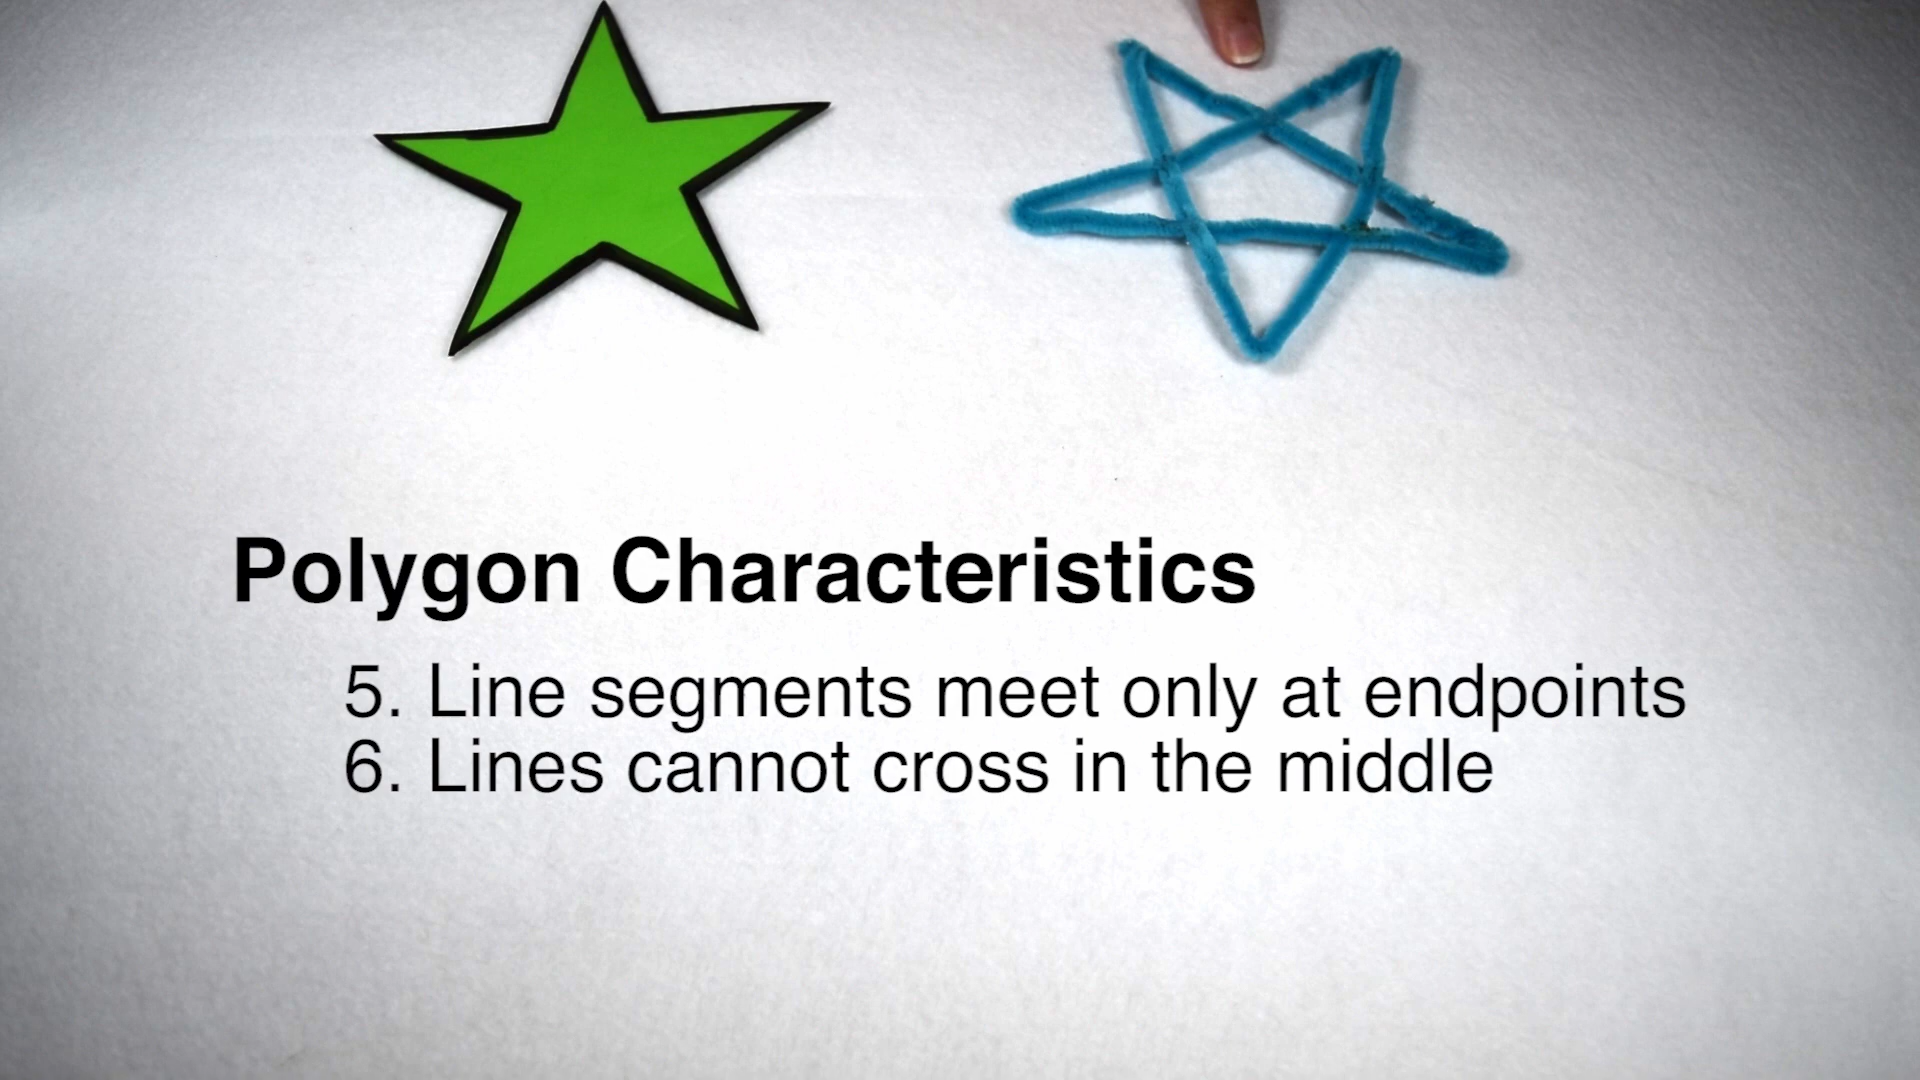 Polygon Characteristics
5. Line segments meet only at endpoints
6. Lines cannot cross in the middle